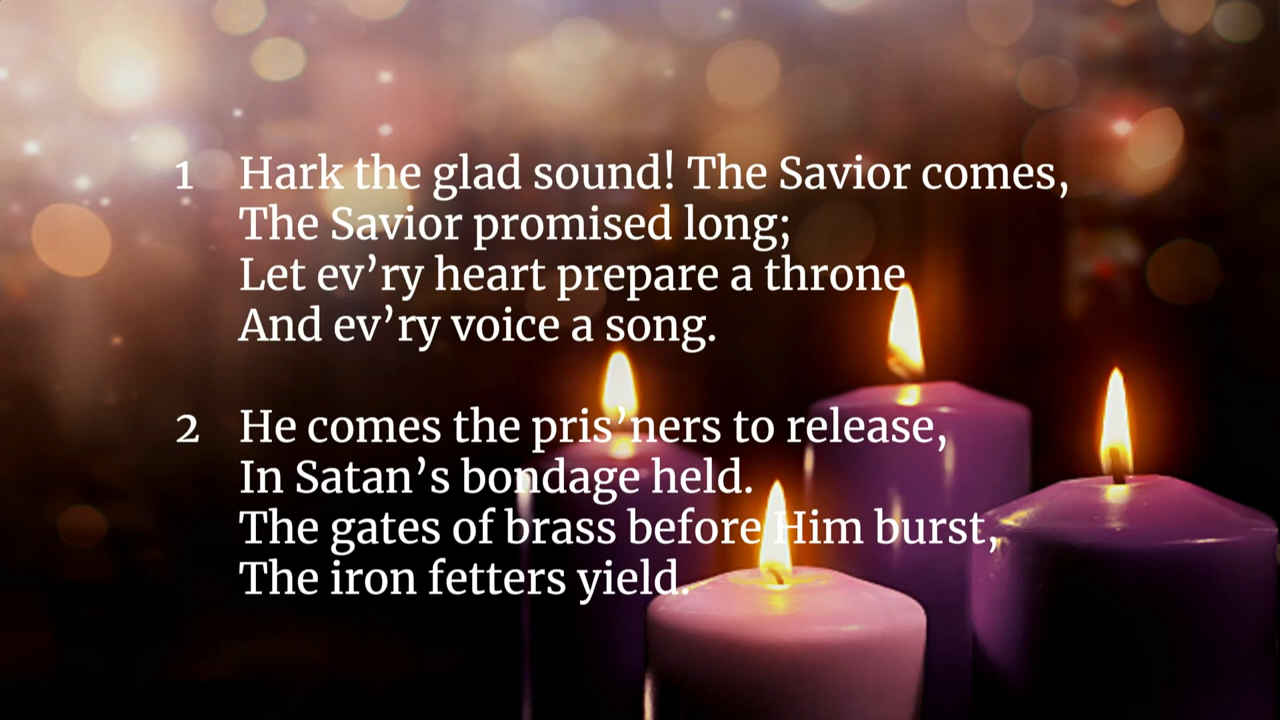 1 Hark the glad sound! The Savior comes,
The Savior promised long;
Let ev’ry heart prepare a throne
And ev’ry voice a song.
2 He comes the pris’ners to release,
In Satan’s bondage held.
The gates of brass before Him burst,
The iron fetters yield.